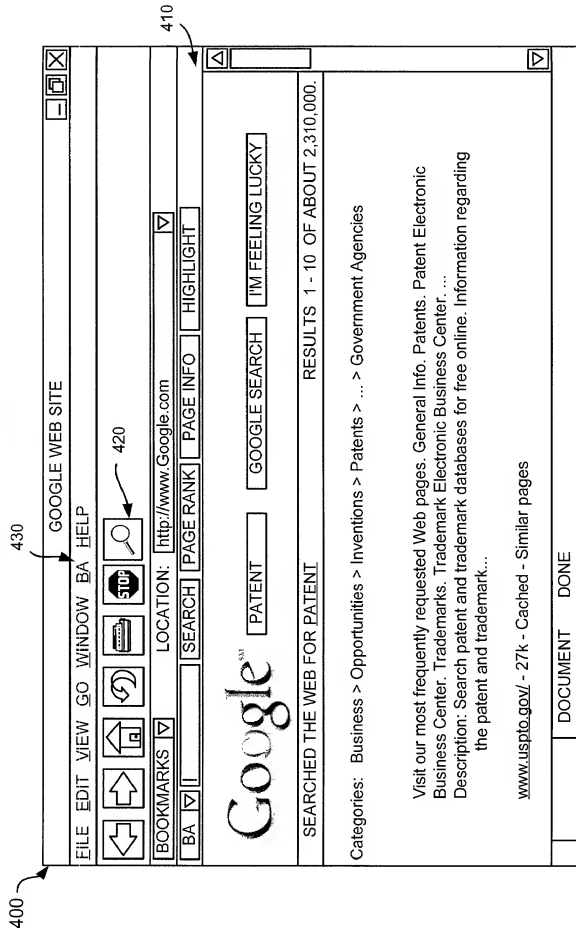 400
410
GOOGLE WEB SITE
430
FILE EDIT VIEW GO WINDOW BA HELP
STOP
420
BOOKMARKS LOCATION: http://www.Google.com
BA SEARCH PAGE RANK PAGE INFO HIGHLIGHT
Google PATENT GOOGLE SEARCH I'M FEELING LUCKY
SEARCHED THE WEB FOR PATENT RESULTS 1 - 10 OF ABOUT 2,310,000.
Categories: Business > Opportunities > Inventions > Patents > ... > Government Agencies
Visit our most frequently requested Web pages. General Info. Patents. Patent Electronic
Business Center. Trademarks. Trademark Electronic Business Center. ...
Description: Search patent and trademark databases for free online. Information regarding
the patent and trademark...
www.uspto.gov/ - 27k - Cached - Similar pages
DOCUMENT DONE